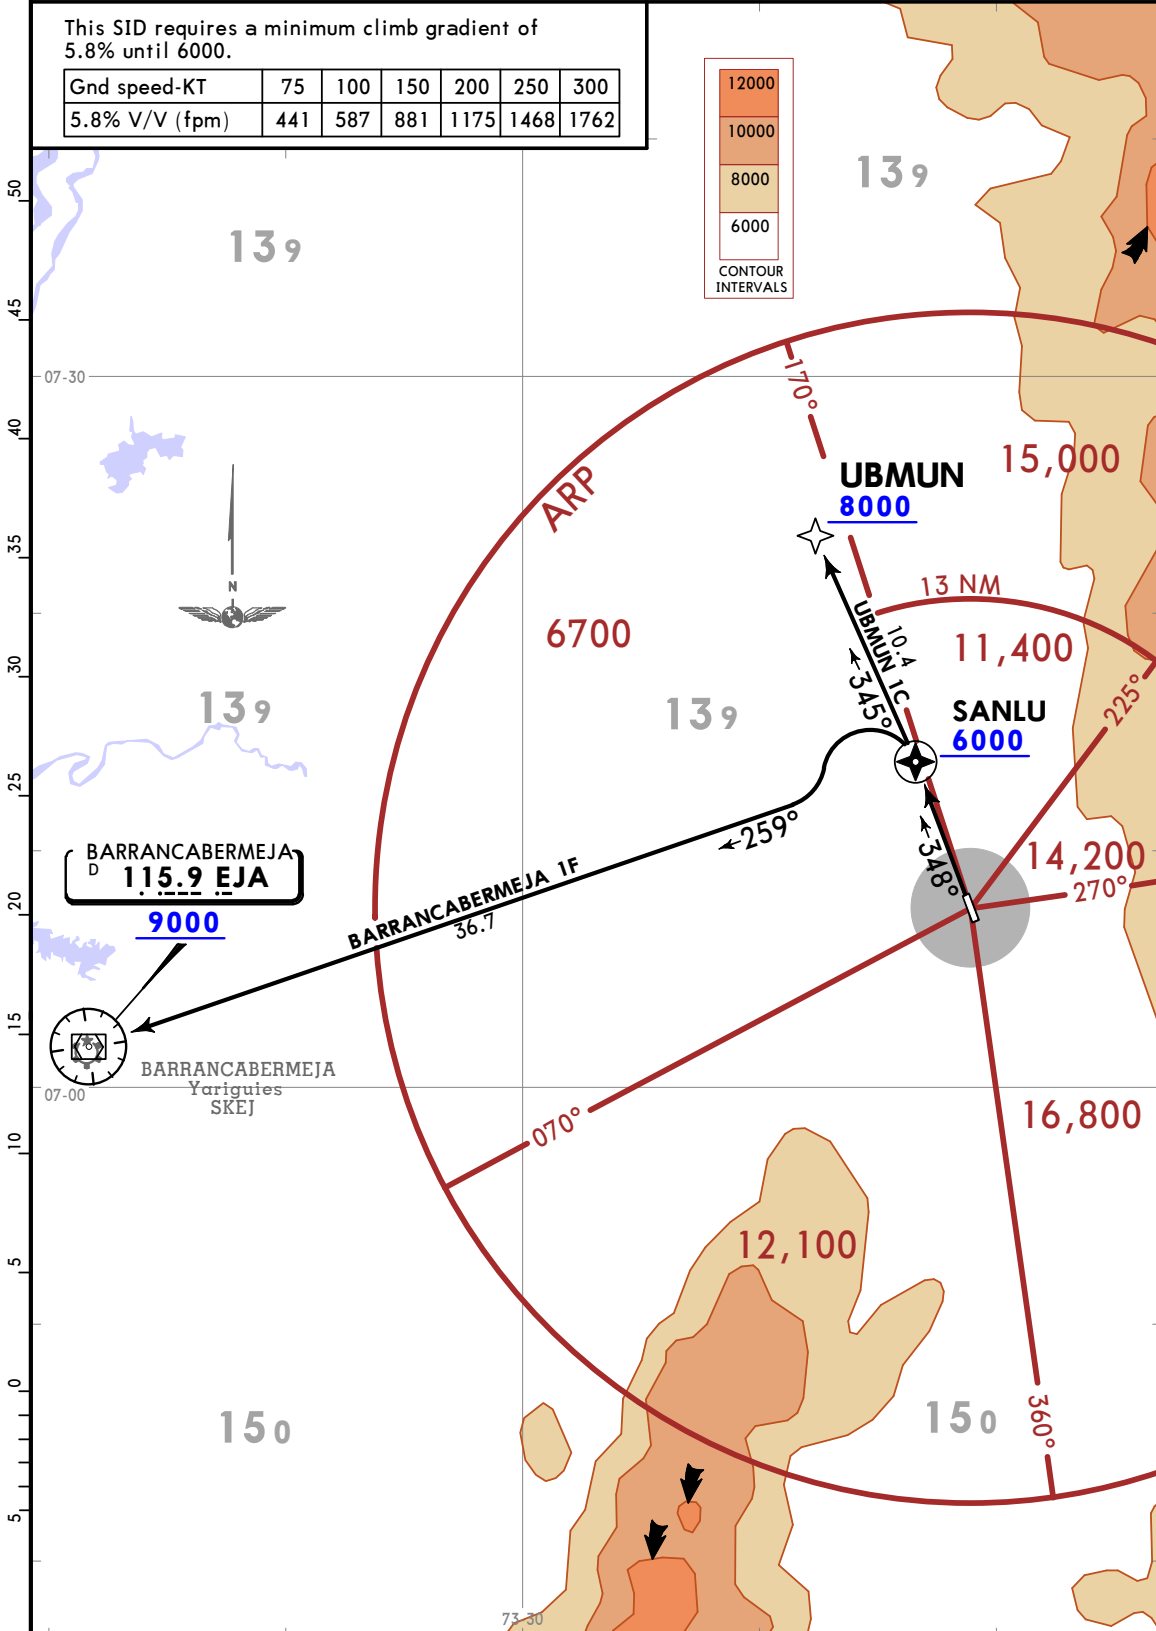 This SID requires a minimum climb gradient of
5.8% until 6000.
Gnd speed-KT 75 100 150 200 250 300
5.8% V/V (fpm) 441 587 881 1175 1468 1762
12000
10000
8000
6000
CONTOUR
INTERVALS
139
139
50
45
07-30
40
170°
15,000
ARP
UBMUN
8000
35
N
13 NM
6700
UBMUN 1C
10.4
11,400
30
345°
225°
139
139
SANLU
6000
25
259°
348°
14,200
270°
BARRANCABERMEJA
D 115.9 EJA
9000
20
BARRANCABERMEJA 1F
36.7
15
BARRANCABERMEJA
Yariguies
SKEJ
07-00
10
070°
16,800
12,100
5
0
150
150
360°
5
73-30